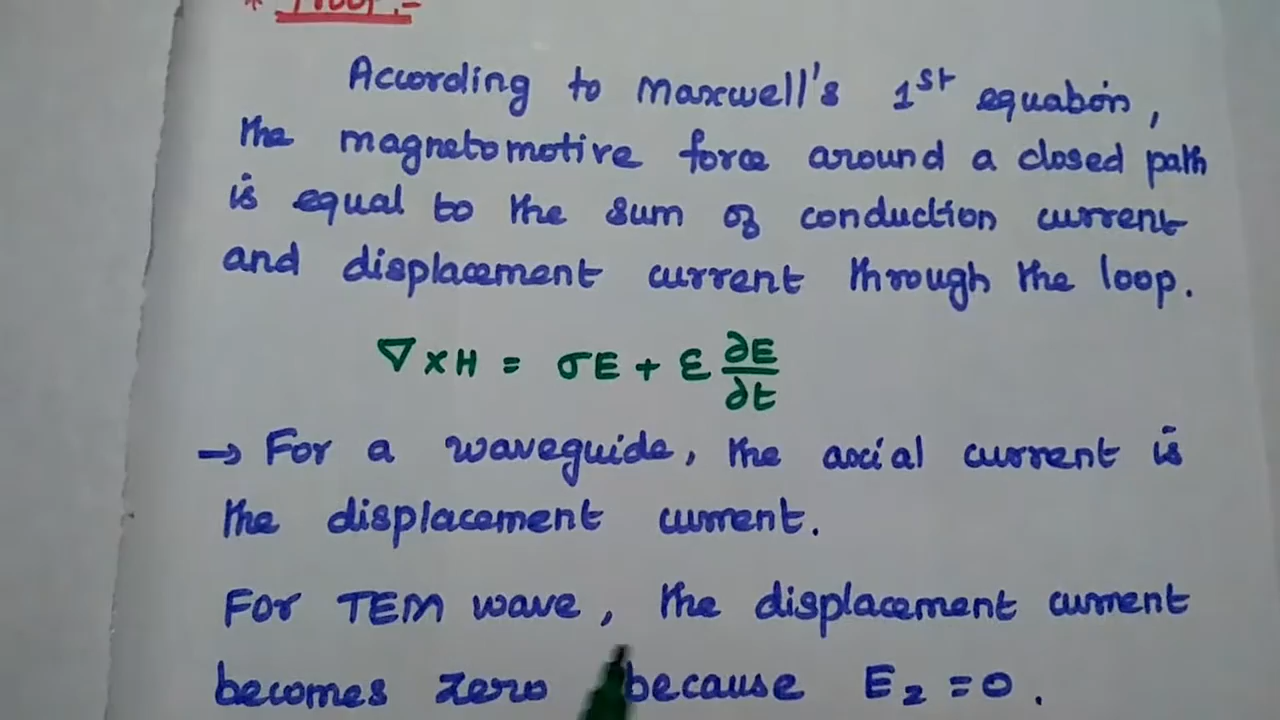 * Proof :-
According to Maxwell's 1st equation,
the magnetomotive force around a closed path
is equal to the sum of conduction current
and displacement current through the loop.
∇ x H = σE + ε ∂E/∂t
→ For a waveguide, the axial current is
the displacement current.
For TEM wave, the displacement current
becomes zero because Ez = 0.